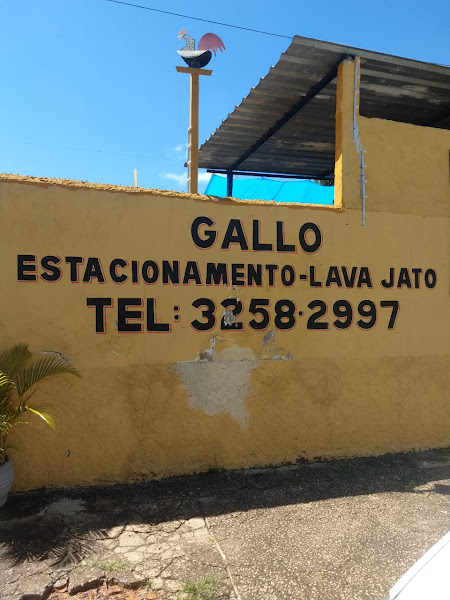 GALLO
ESTACIONAMENTO-LAVA JATO
TEL: 3258·2997